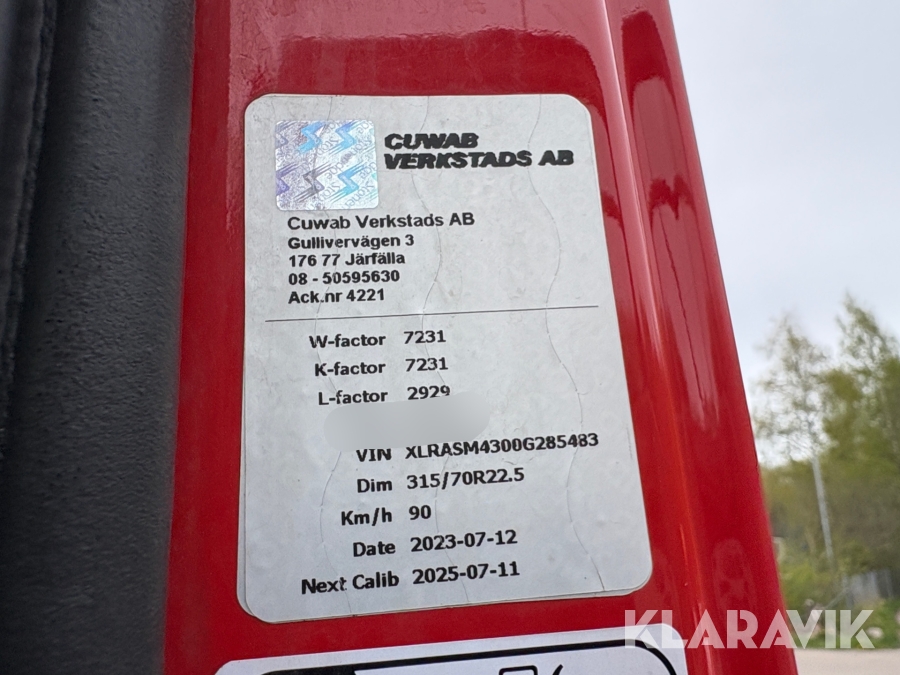 CUWAB
VERKSTADS AB
Cuwab Verkstads AB
Gullivervägen 3
176 77 Järfälla
08 - 50595630
Ack.nr 4221
W-factor 7231
K-factor 7231
L-factor 2929
VIN XLRASM4300G285483
Dim 315/70R22.5
Km/h 90
Date 2023-07-12
Next Calib 2025-07-11
KLARAVIK